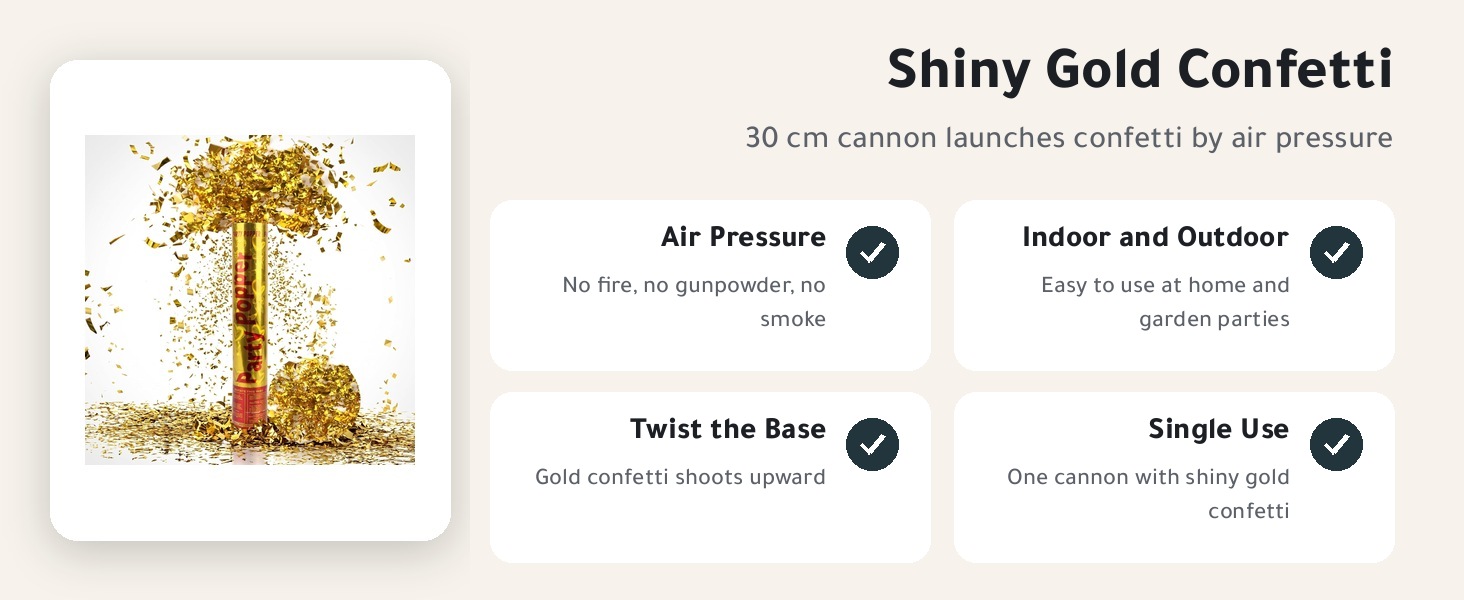 Shiny Gold Confetti
30 cm cannon launches confetti by air pressure
Air Pressure
No fire, no gunpowder, no
smoke
Indoor and Outdoor
Easy to use at home and
garden parties
Twist the Base
Gold confetti shoots upward
Single Use
One cannon with shiny gold
confetti
Party Popper